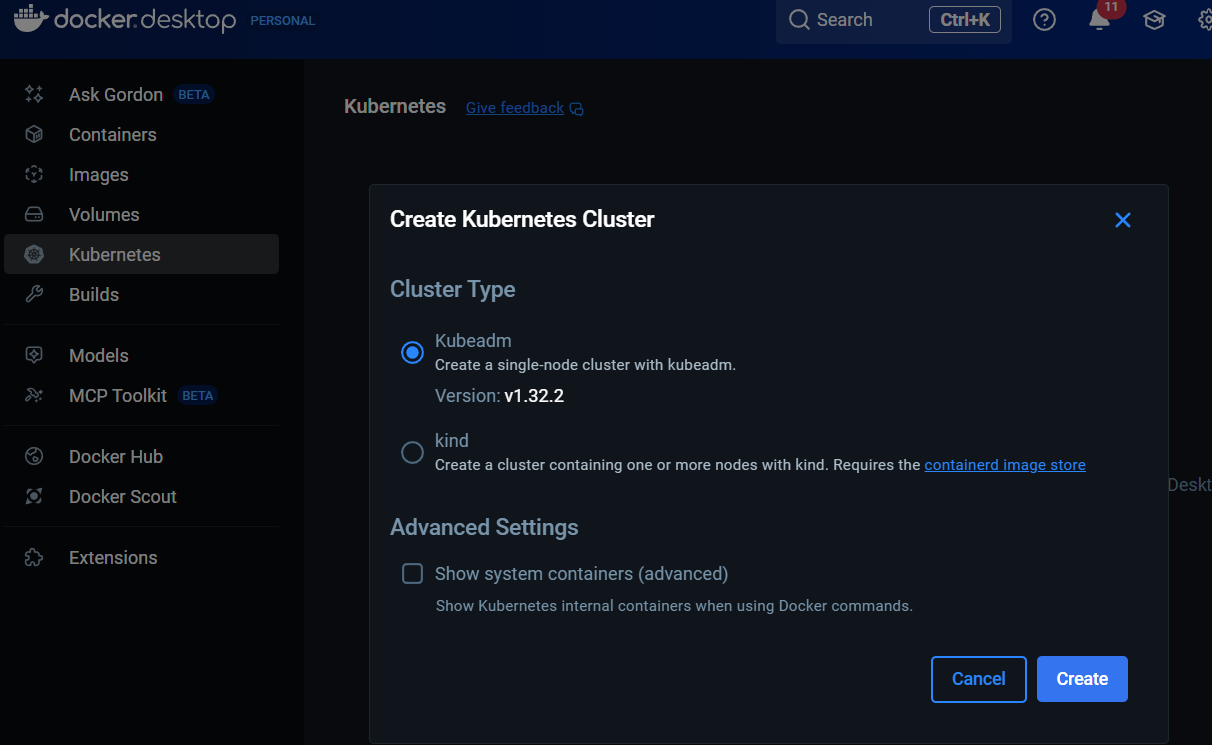 docker.desktop PERSONAL
Search Ctrl+K
11
Ask Gordon BETA
Containers
Images
Volumes
Kubernetes
Builds
Models
MCP Toolkit BETA
Docker Hub
Docker Scout
Extensions
Kubernetes Give feedback
Create Kubernetes Cluster
Cluster Type
Kubeadm
Create a single-node cluster with kubeadm.
Version: v1.32.2
kind
Create a cluster containing one or more nodes with kind. Requires the containerd image store
Deskt
Advanced Settings
Show system containers (advanced)
Show Kubernetes internal containers when using Docker commands.
Cancel Create